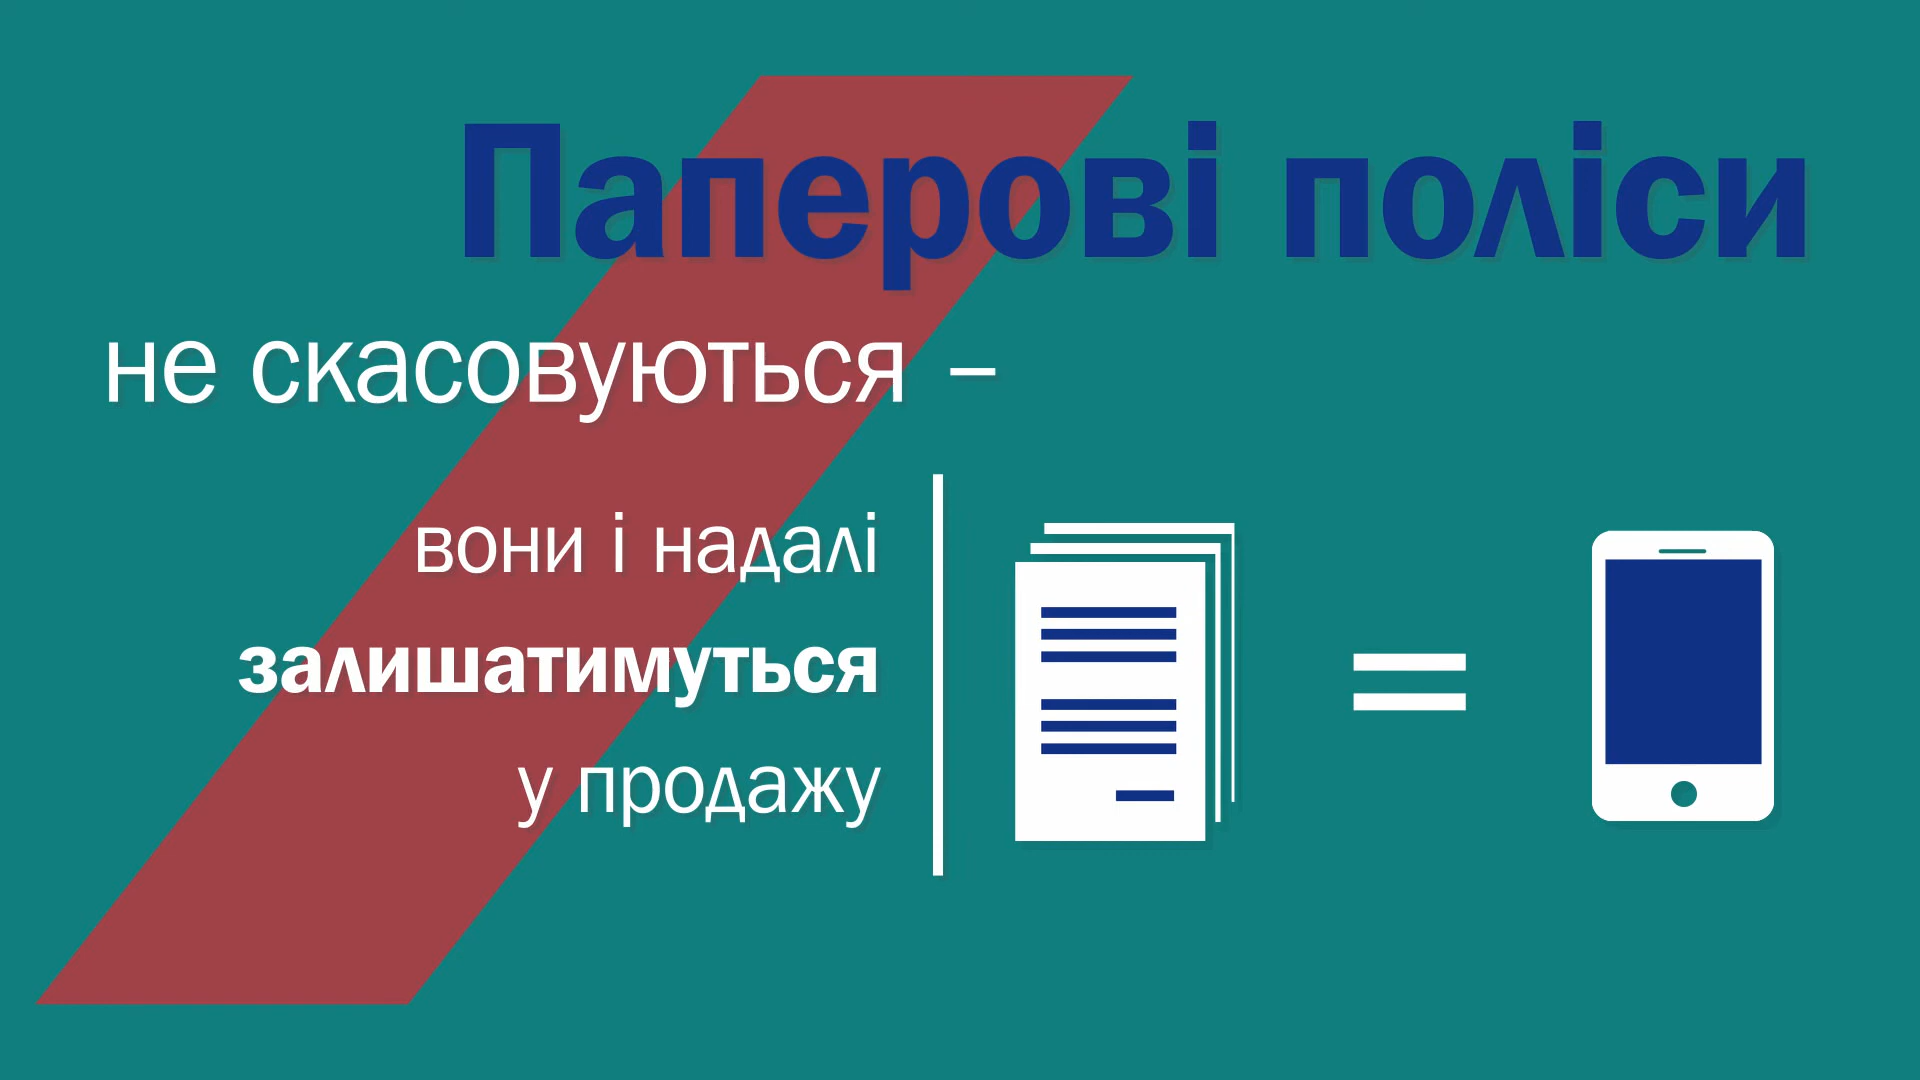 Паперові поліси
не скасовуються –
вони і надалі
залишатимуться
у продажу
=